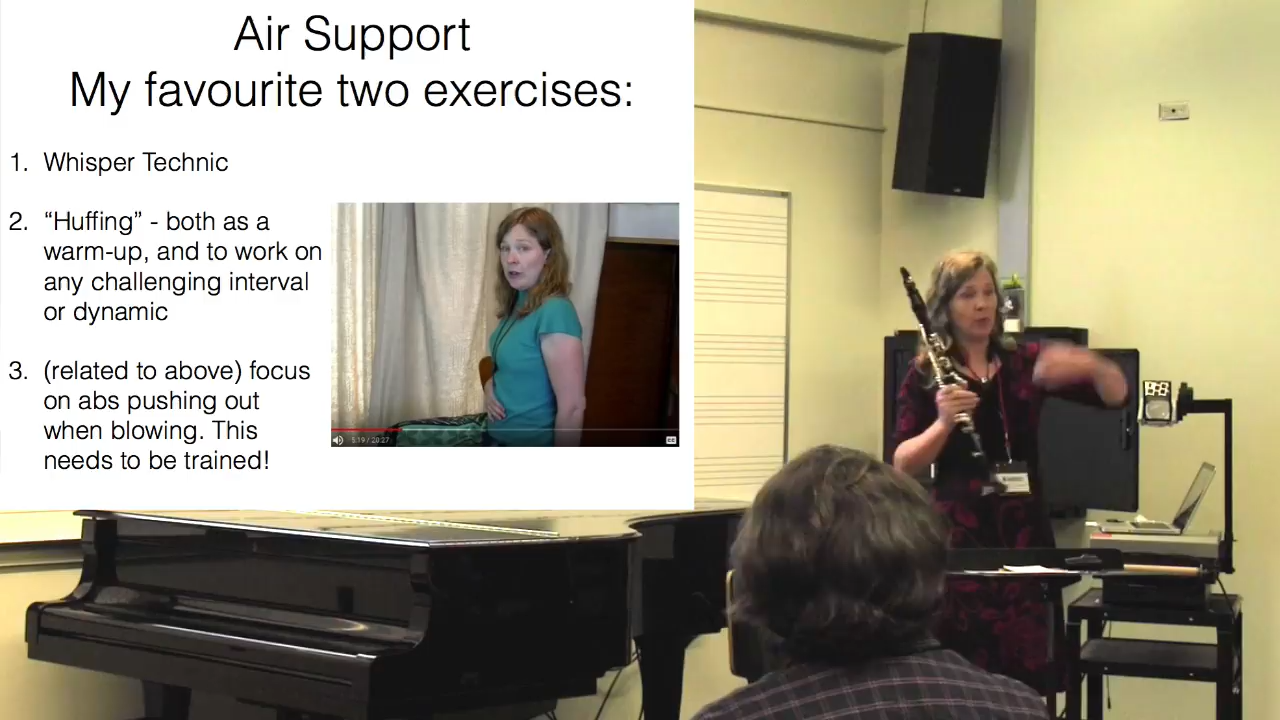 Air Support
My favourite two exercises:
1. Whisper Technic
2. “Huffing” - both as a
warm-up, and to work on
any challenging interval
or dynamic
3. (related to above) focus
on abs pushing out
when blowing. This
needs to be trained!
5:19 / 20:27